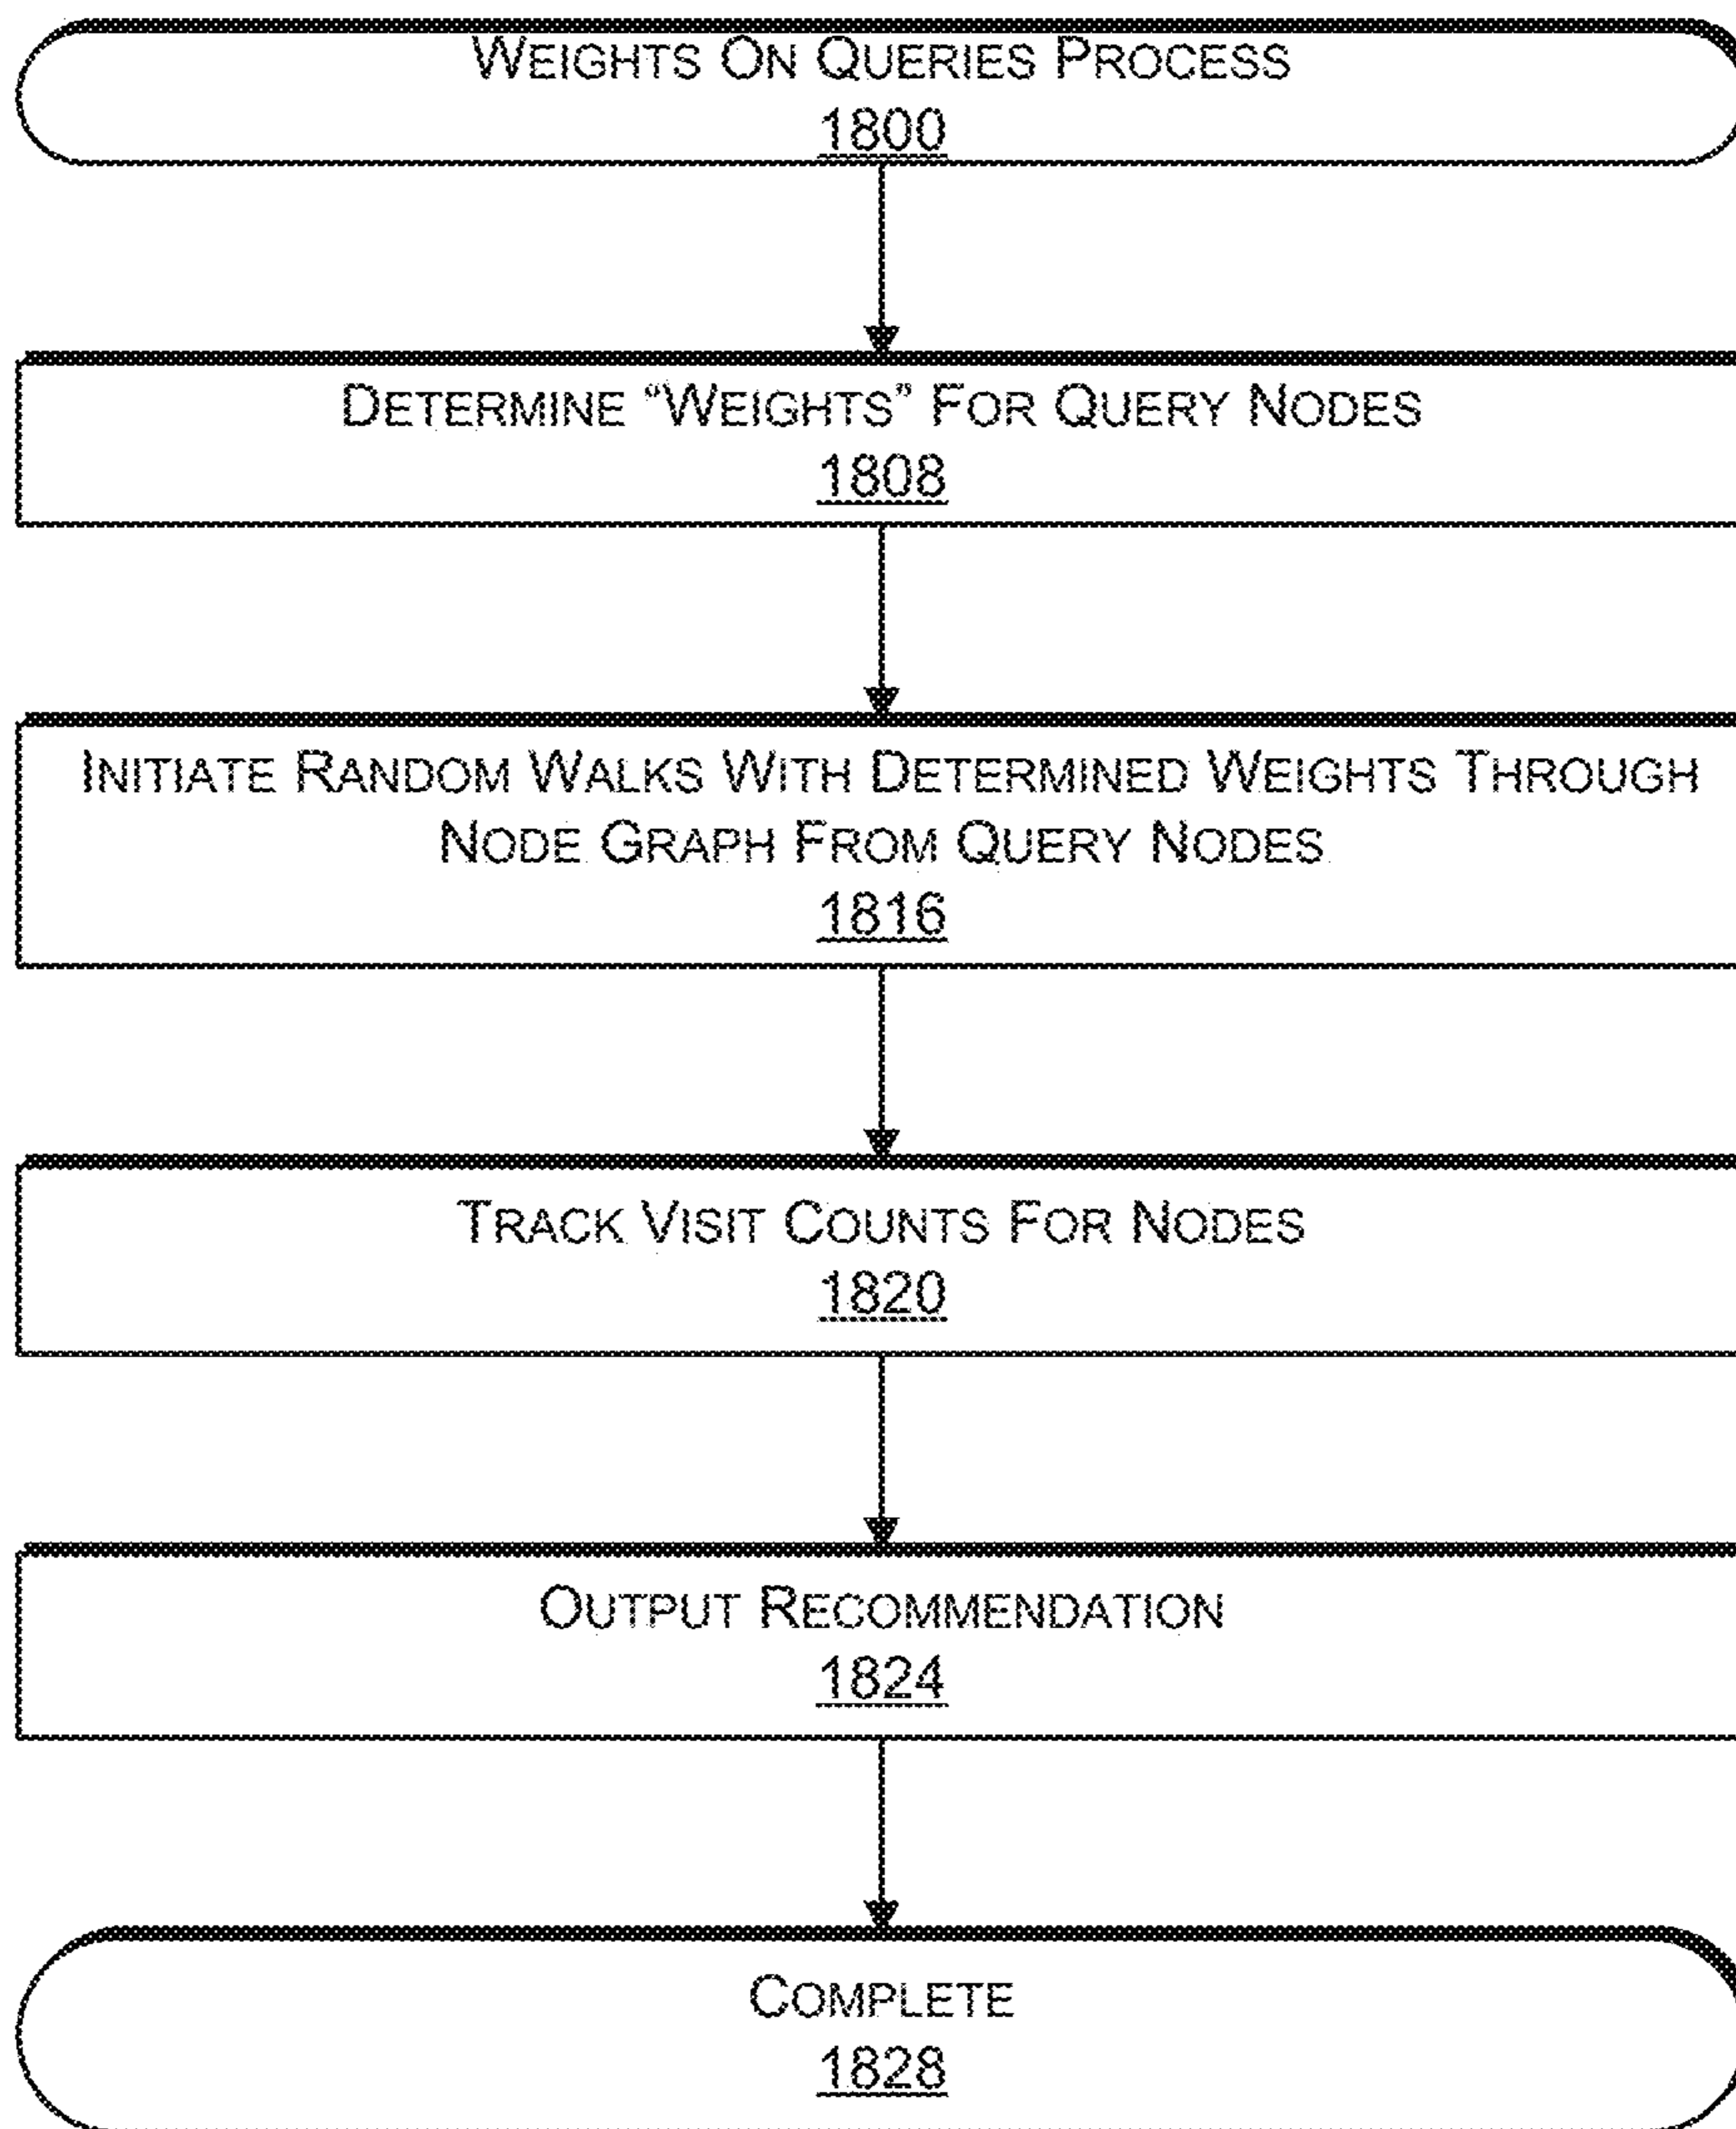 WEIGHTS ON QUERIES PROCESS
1800
DETERMINE “WEIGHTS” FOR QUERY NODES
1808
INITIATE RANDOM WALKS WITH DETERMINED WEIGHTS THROUGH
NODE GRAPH FROM QUERY NODES
1816
TRACK VISIT COUNTS FOR NODES
1820
OUTPUT RECOMMENDATION
1824
COMPLETE
1828